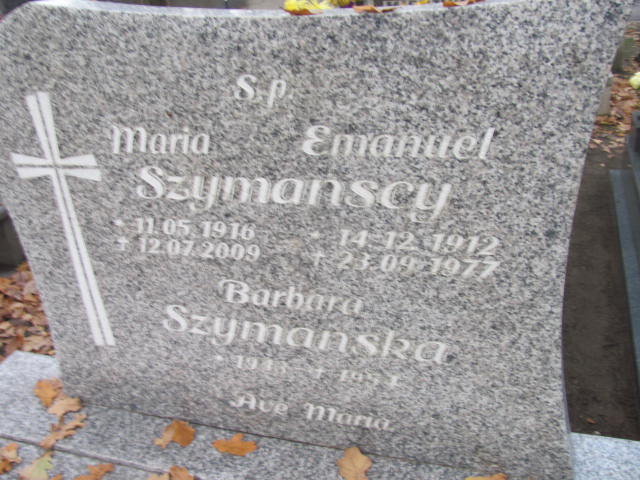 Ś.p.
Maria Emanuel
Szymanscy
* 11.05.1916 * 14.12.1912
+ 12.07.2009 + 23.09.1977
Barbara
Szymanska
Ave Maria